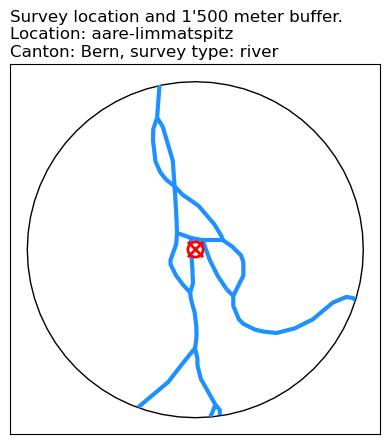 Survey location and 1'500 meter buffer.
Location: aare-limmatspitz
Canton: Bern, survey type: river